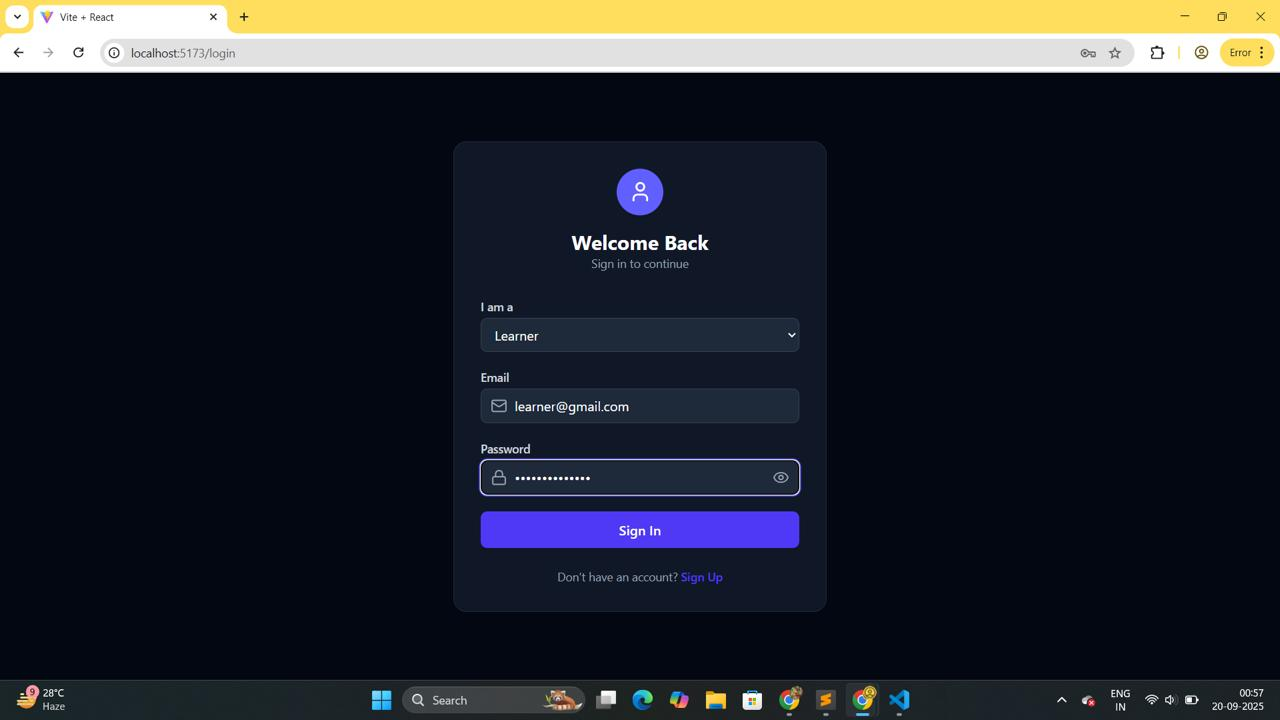 Vite + React
localhost:5173/login
Error
Welcome Back
Sign in to continue
I am a
Learner
Email
learner@gmail.com
Password
••••••••••••••
Sign In
Don't have an account? Sign Up
9
28°C
Haze
Search
ENG
IN
00:57
20-09-2025